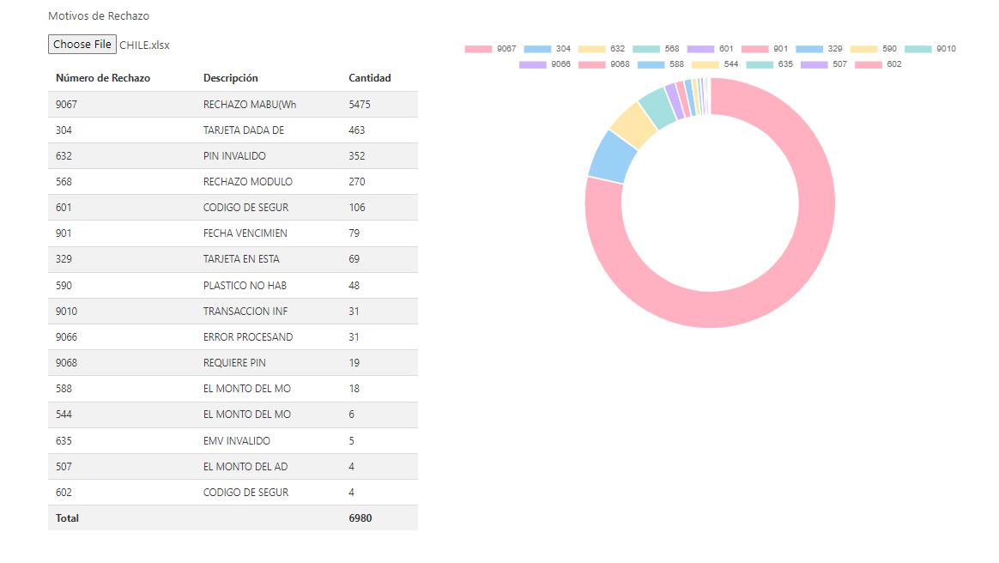 Motivos de Rechazo
Choose File CHILE.xlsx
Número de Rechazo Descripción Cantidad
9067 RECHAZO MABU(Wh 5475
304 TARJETA DADA DE 463
632 PIN INVALIDO 352
568 RECHAZO MODULO 270
601 CODIGO DE SEGUR 106
901 FECHA VENCIMIEN 79
329 TARJETA EN ESTA 69
590 PLASTICO NO HAB 48
9010 TRANSACCION INF 31
9066 ERROR PROCESAND 31
9068 REQUIERE PIN 19
588 EL MONTO DEL MO 18
544 EL MONTO DEL MO 6
635 EMV INVALIDO 5
507 EL MONTO DEL AD 4
602 CODIGO DE SEGUR 4
Total 6980
9067 304 632 568 601 901 329 590 9010
9066 9068 588 544 635 507 602